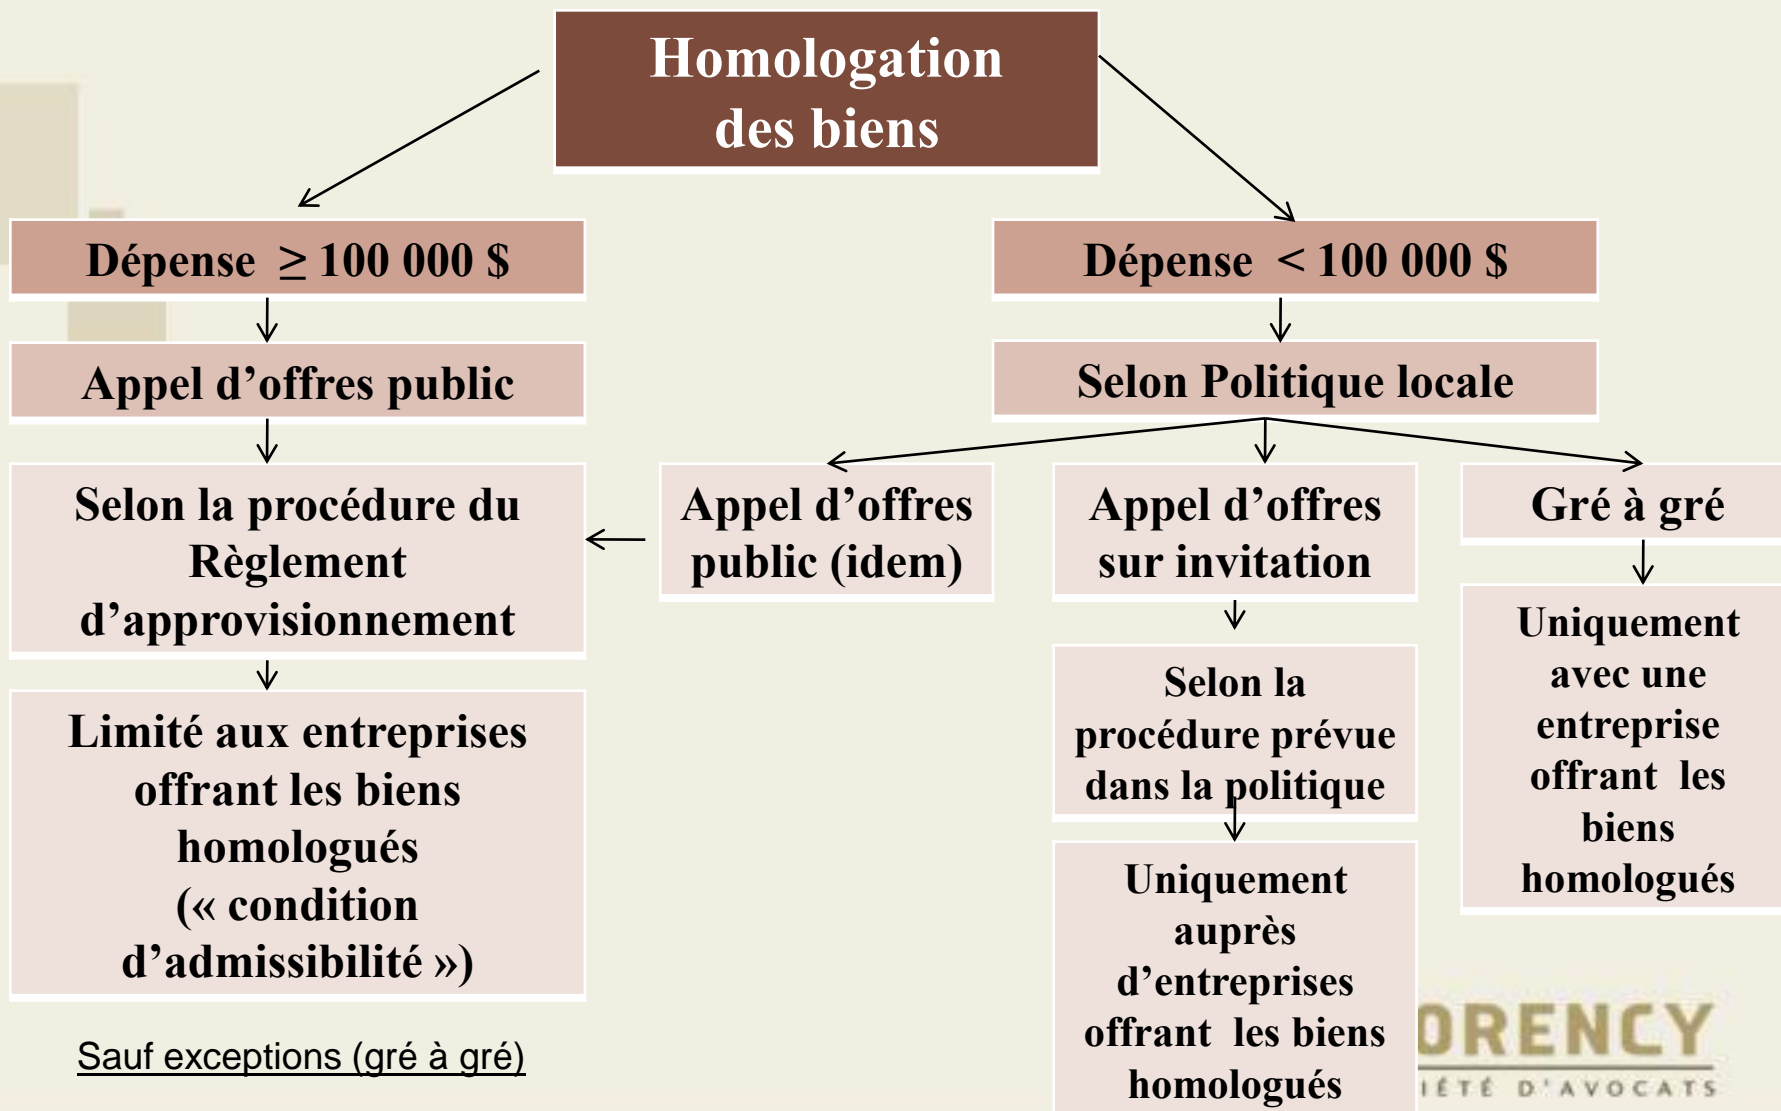 Homologation
des biens
Dépense ≥ 100 000 $
Appel d'offres public
Selon la procédure du
Règlement
d'approvisionnement
Limité aux entreprises
offrant les biens
homologués
(« condition
d'admissibilité »)
Sauf exceptions (gré à gré)
Dépense < 100 000 $
Selon Politique locale
Appel d'offres
public (idem)
Appel d'offres
sur invitation
Selon la
procédure prévue
dans la politique
Uniquement
auprès
d'entreprises
offrant les biens
homologués
Gré à gré
Uniquement
avec une
entreprise
offrant les
biens
homologués
ORENCY
IÉTÉ D'AVOCATS